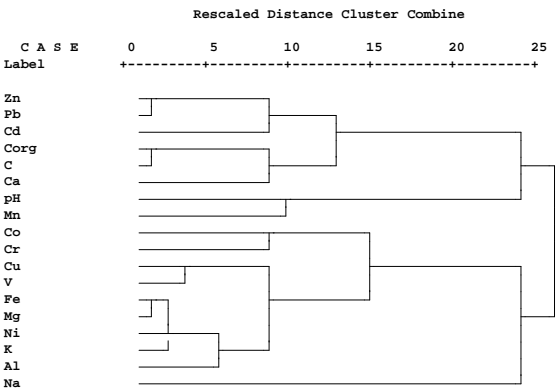 Rescaled Distance Cluster Combine
C A S E 0 5 10 15 20 25
Label +---------+---------+---------+---------+---------+
Zn
Pb
Cd
Corg
C
Ca
pH
Mn
Co
Cr
Cu
V
Fe
Mg
Ni
K
Al
Na